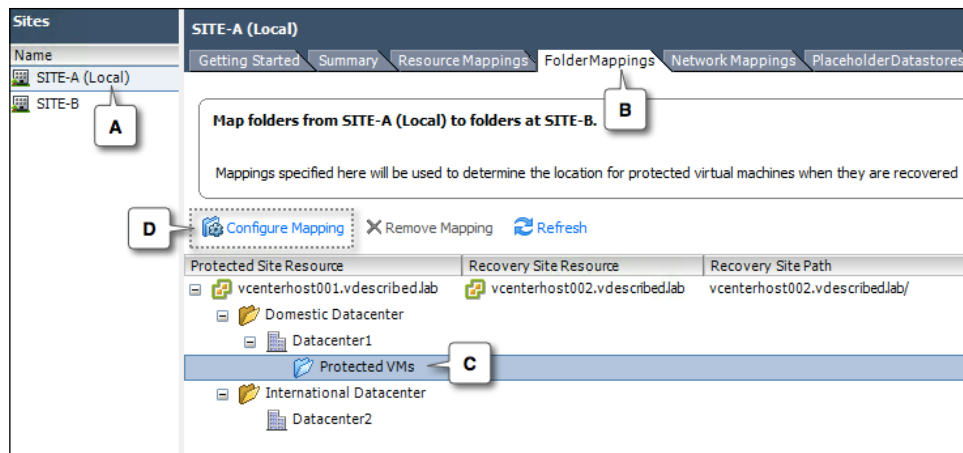 Sites
Name
SITE-A (Local)
SITE-B
A
SITE-A (Local)
Getting Started Summary Resource Mappings FolderMappings Network Mappings PlaceholderDatastores
B
Map folders from SITE-A (Local) to folders at SITE-B.
Mappings specified here will be used to determine the location for protected virtual machines when they are recovered
D
Configure Mapping Remove Mapping Refresh
Protected Site Resource Recovery Site Resource Recovery Site Path
vcenterhost001.vdescribed.lab vcenterhost002.vdescribed.lab vcenterhost002.vdescribed.lab/
Domestic Datacenter
Datacenter1
Protected VMs
C
International Datacenter
Datacenter2